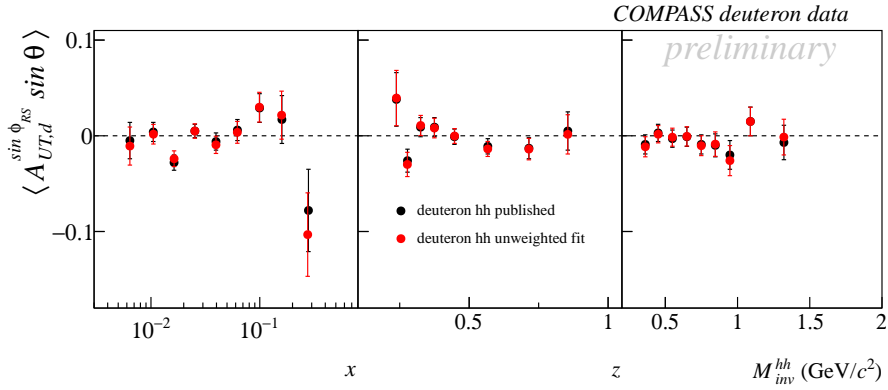 COMPASS deuteron data
preliminary
⟨A_{UT,d}^{sin ϕ_{RS}} sin θ⟩
0.1
0
−0.1
deuteron hh published
deuteron hh unweighted fit
10^{−2} 10^{−1} 0.5 1 0.5 1 1.5 2
x z M_{inv}^{hh} (GeV/c^2)